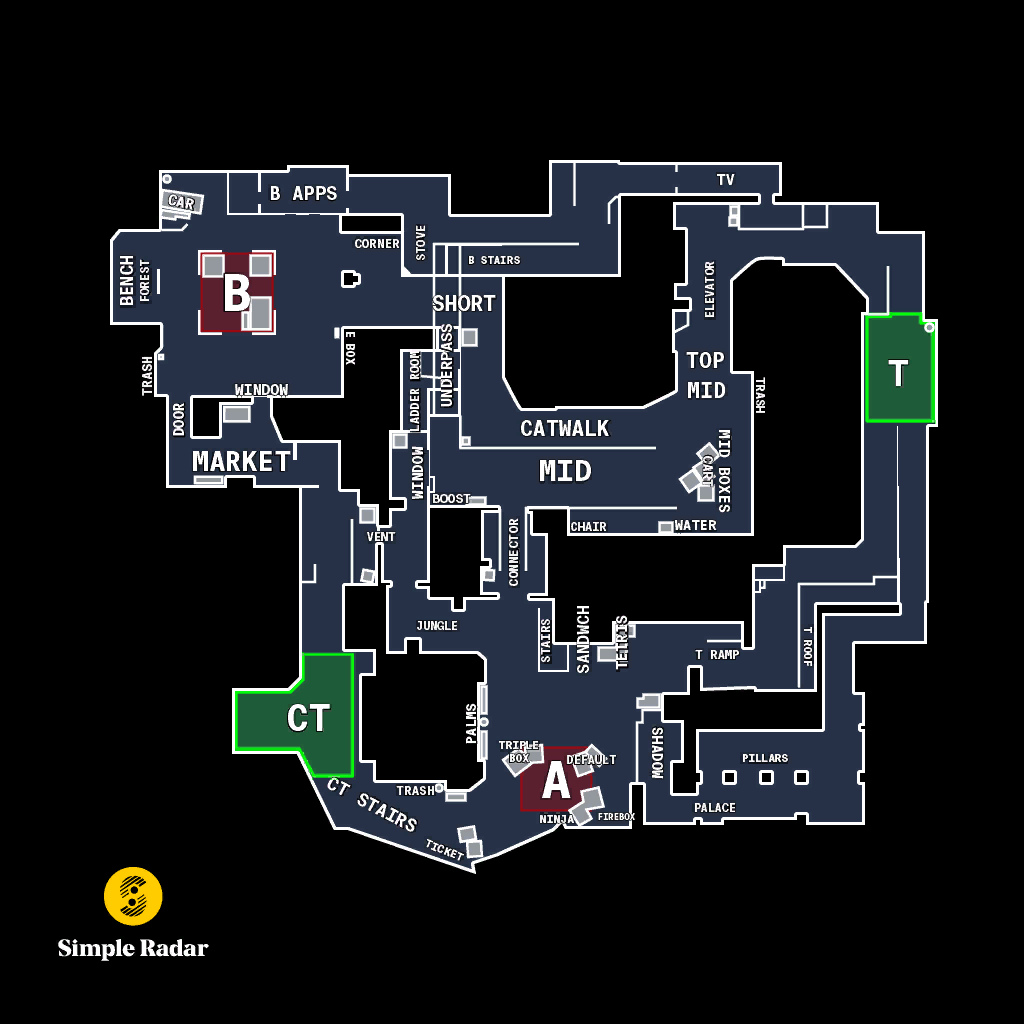 TV
B APPS
CAR
CORNER
STOVE
B STAIRS
BENCH
FOREST
B
ELEVATOR
SHORT
E BOX
UNDERPASS
TOP
MID
T
TRASH
LADDER ROOM
TRASH
WINDOW
DOOR
CATWALK
MARKET
WINDOW
MID
CART
MID BOXES
BOOST
CHAIR
WATER
VENT
CONNECTOR
JUNGLE
STAIRS
SANDWCH
TETRIS
T RAMP
T ROOF
CT
PALMS
TRIPLE
BOX
DEFAULT
SHADOW
PILLARS
A
TRASH
CT STAIRS
NINJA
FIREBOX
PALACE
TICKET
S
Simple Radar